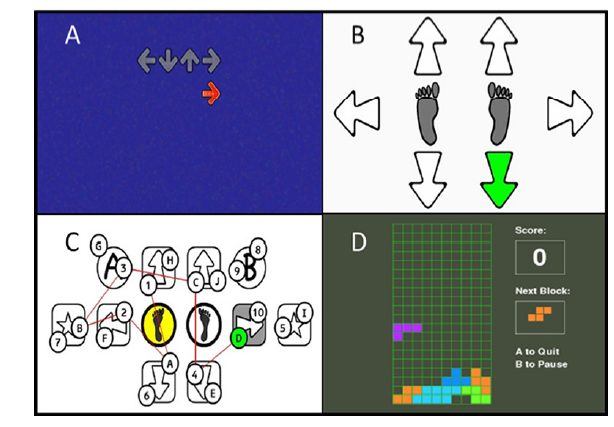 A
B
C
G
A
3
H
1
J
C
8
9
B
7
B
2
F
10
D
5
I
A
6
4
E
D
Score:
0
Next Block:
A to Quit
B to Pause